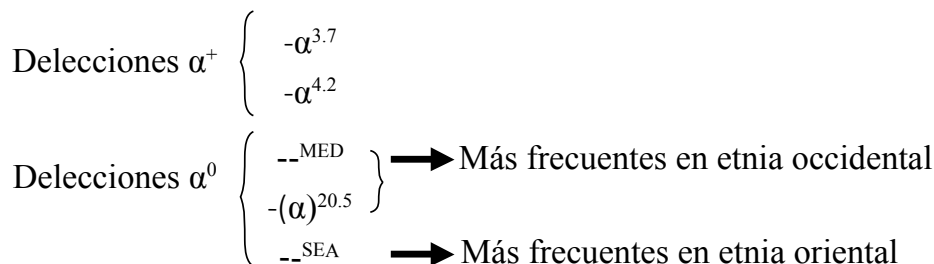 Delecciones α⁺
-α³·⁷
-α⁴·²
Delecciones α⁰
--ᴹᴱᴰ
-(α)²⁰·⁵
Más frecuentes en etnia occidental
--ˢᴱᴬ
Más frecuentes en etnia oriental